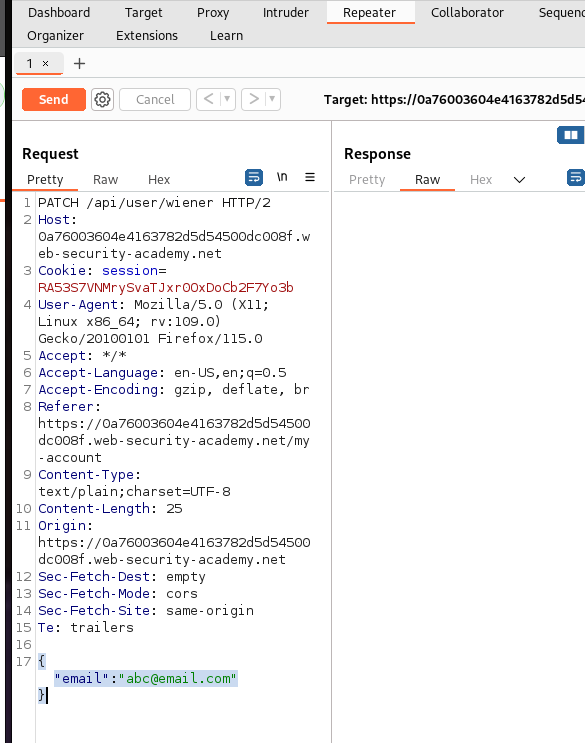 Dashboard Target Proxy Intruder Repeater Collaborator Sequenc
Organizer Extensions Learn
1 × +
Send Cancel < > Target: https://0a76003604e4163782d5d54
Request Response
Pretty Raw Hex \n Pretty Raw Hex
1 PATCH /api/user/wiener HTTP/2
2 Host:
0a76003604e4163782d5d54500dc008f.w
eb-security-academy.net
3 Cookie: session=
RA53S7VNMrySvaTJxr0OxDoCb2F7Yo3b
4 User-Agent: Mozilla/5.0 (X11;
Linux x86_64; rv:109.0)
Gecko/20100101 Firefox/115.0
5 Accept: */*
6 Accept-Language: en-US,en;q=0.5
7 Accept-Encoding: gzip, deflate, br
8 Referer:
https://0a76003604e4163782d5d54500
dc008f.web-security-academy.net/my
-account
9 Content-Type:
text/plain;charset=UTF-8
10 Content-Length: 25
11 Origin:
https://0a76003604e4163782d5d54500
dc008f.web-security-academy.net
12 Sec-Fetch-Dest: empty
13 Sec-Fetch-Mode: cors
14 Sec-Fetch-Site: same-origin
15 Te: trailers
16
17 {
"email":"abc@email.com"
}